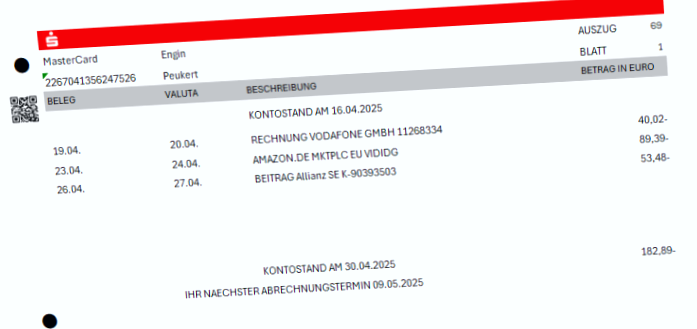 AUSZUG 69
MasterCard Engin BLATT 1
2267041356247526 Peukert
BELEG VALUTA BESCHREIBUNG BETRAG IN EURO
KONTOSTAND AM 16.04.2025
19.04. 20.04. RECHNUNG VODAFONE GMBH 11268334 40,02-
23.04. 24.04. AMAZON.DE MKTPLC EU VIDIDG 89,39-
26.04. 27.04. BEITRAG Allianz SE K-90393503 53,48-
KONTOSTAND AM 30.04.2025 182,89-
IHR NAECHSTER ABRECHNUNGSTERMIN 09.05.2025